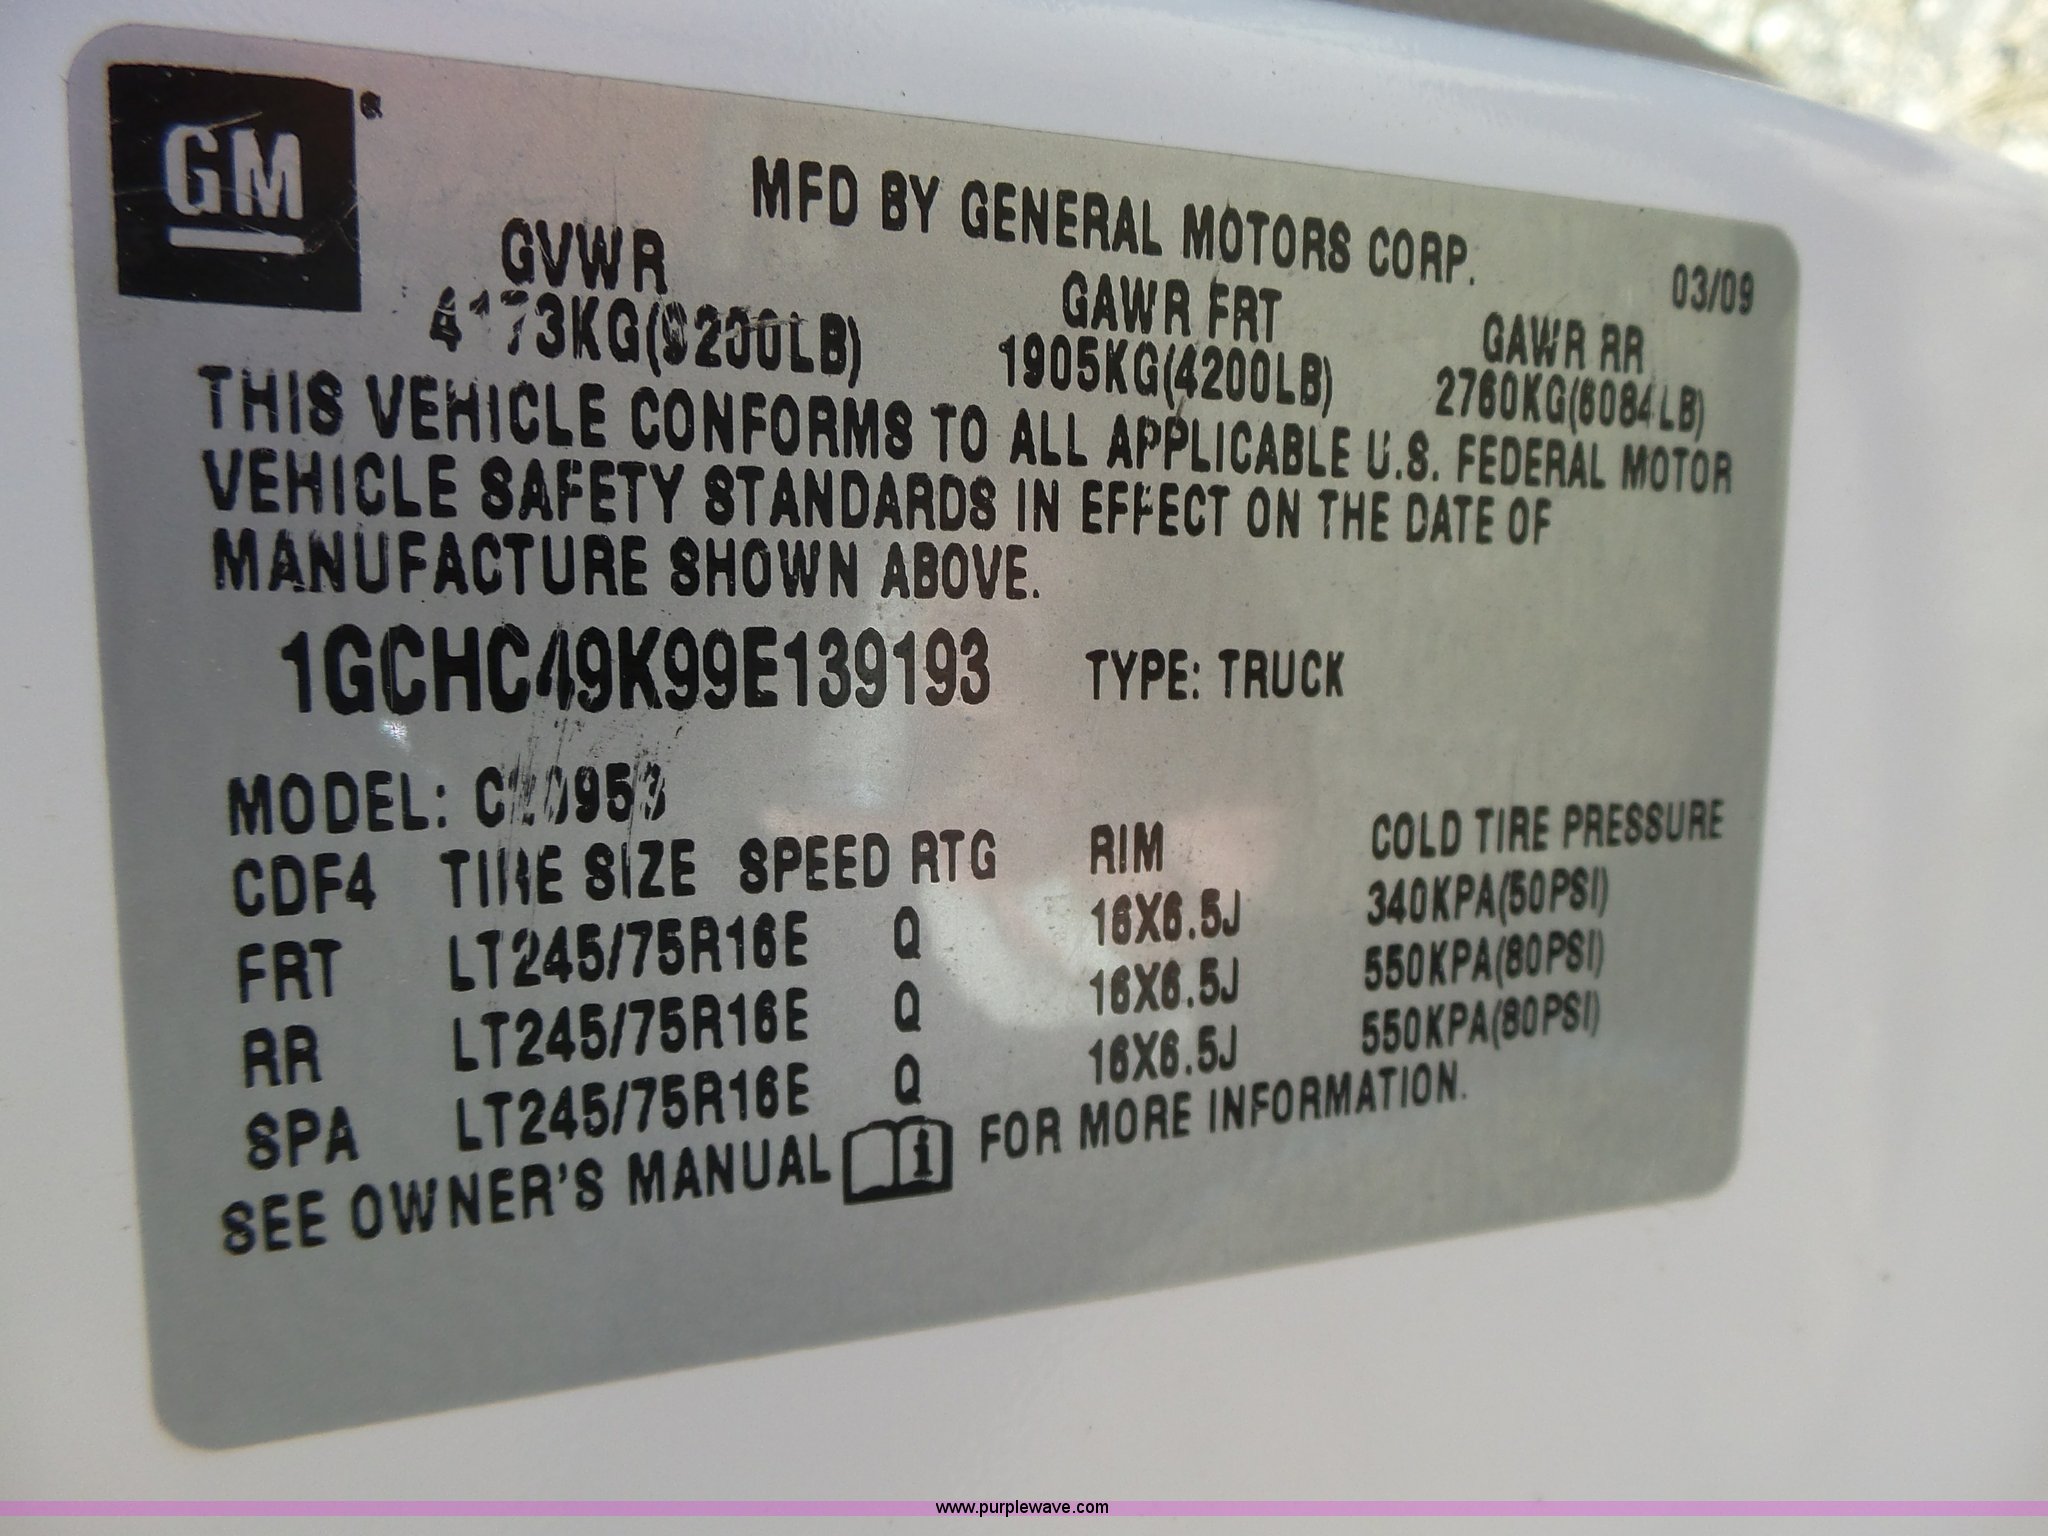 GM
MFD BY GENERAL MOTORS CORP. 03/09
GVWR GAWR FRT GAWR RR
4173KG(9200LB) 1905KG(4200LB) 2760KG(6084LB)
THIS VEHICLE CONFORMS TO ALL APPLICABLE U.S. FEDERAL MOTOR
VEHICLE SAFETY STANDARDS IN EFFECT ON THE DATE OF
MANUFACTURE SHOWN ABOVE.
1GCHC49K99E139193 TYPE: TRUCK
MODEL:
CDF4 TIRE SIZE SPEED RTG RIM COLD TIRE PRESSURE
FRT LT245/75R16E Q 16X6.5J 340KPA(50PSI)
RR LT245/75R16E Q 16X6.5J 550KPA(80PSI)
SPA LT245/75R16E Q 16X6.5J 550KPA(80PSI)
SEE OWNER'S MANUAL i FOR MORE INFORMATION.
www.purplewave.com